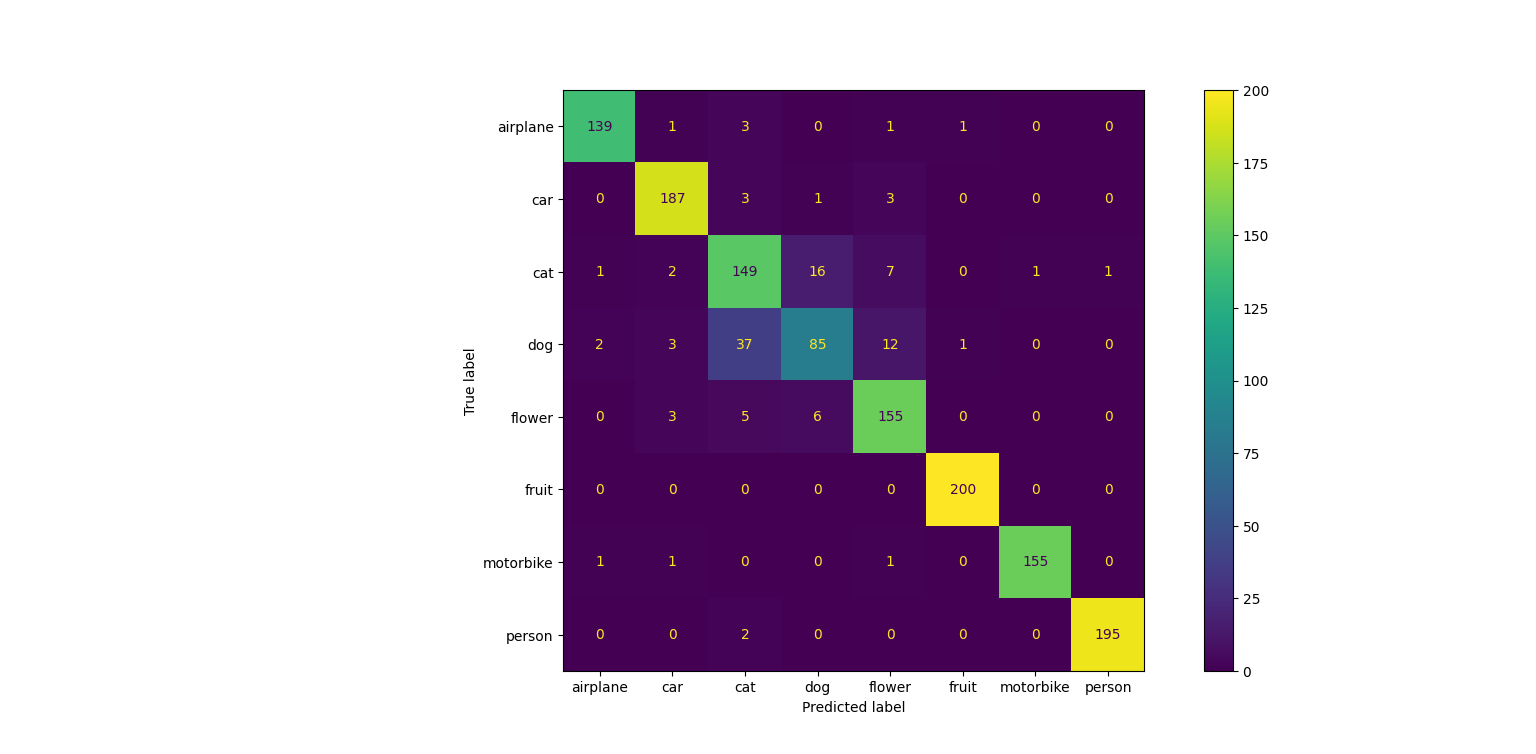 200
airplane 139 1 3 0 1 1 0 0
175
car 0 187 3 1 3 0 0 0
150
cat 1 2 149 16 7 0 1 1
125
dog 2 3 37 85 12 1 0 0
100
True label
flower 0 3 5 6 155 0 0 0
75
fruit 0 0 0 0 0 200 0 0
50
motorbike 1 1 0 0 1 0 155 0
25
person 0 0 2 0 0 0 0 195
0
airplane car cat dog flower fruit motorbike person
Predicted label